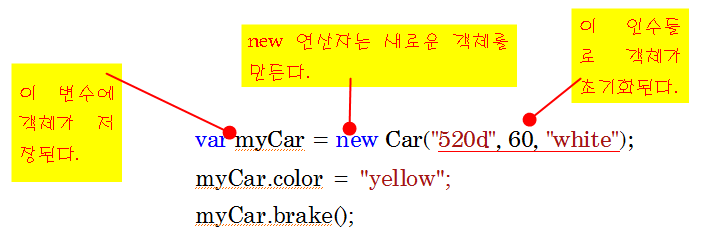 new 연산자는 새로운 객체를
만든다.
이 인수들
로 객체가
초기화된다.
이 변수에
객체가 저
장된다.
var myCar = new Car("520d", 60, "white");
myCar.color = "yellow";
myCar.brake();